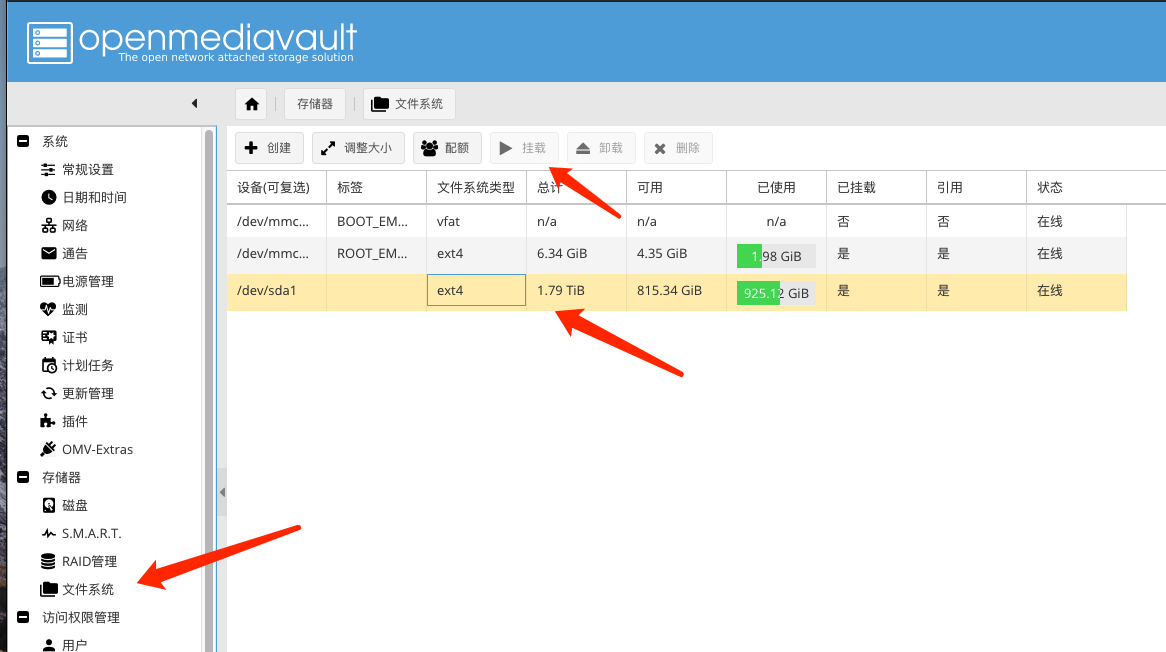 openmediavault
The open network attached storage solution
存储器
文件系统
创建
调整大小
配额
挂载
卸载
删除
设备(可复选) 标签 文件系统类型 总计 可用 已使用 已挂载 引用 状态
/dev/mmc... BOOT_EM... vfat n/a n/a n/a 否 否 在线
/dev/mmc... ROOT_EM... ext4 6.34 GiB 4.35 GiB 1.98 GiB 是 是 在线
/dev/sda1 ext4 1.79 TiB 815.34 GiB 925.12 GiB 是 是 在线
系统
常规设置
日期和时间
网络
通告
电源管理
监测
证书
计划任务
更新管理
插件
OMV-Extras
存储器
磁盘
S.M.A.R.T.
RAID管理
文件系统
访问权限管理
用户